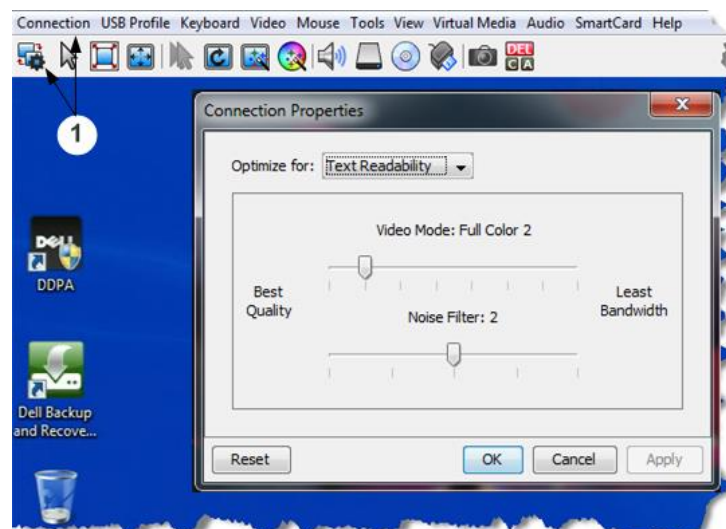 Connection USB Profile Keyboard Video Mouse Tools View Virtual Media Audio SmartCard Help
DEL
CA
1
Connection Properties
Optimize for: Text Readability
Video Mode: Full Color 2
Best
Quality
Least
Bandwidth
Noise Filter: 2
Reset OK Cancel Apply
DELL
DDPA
Dell Backup
and Recove...